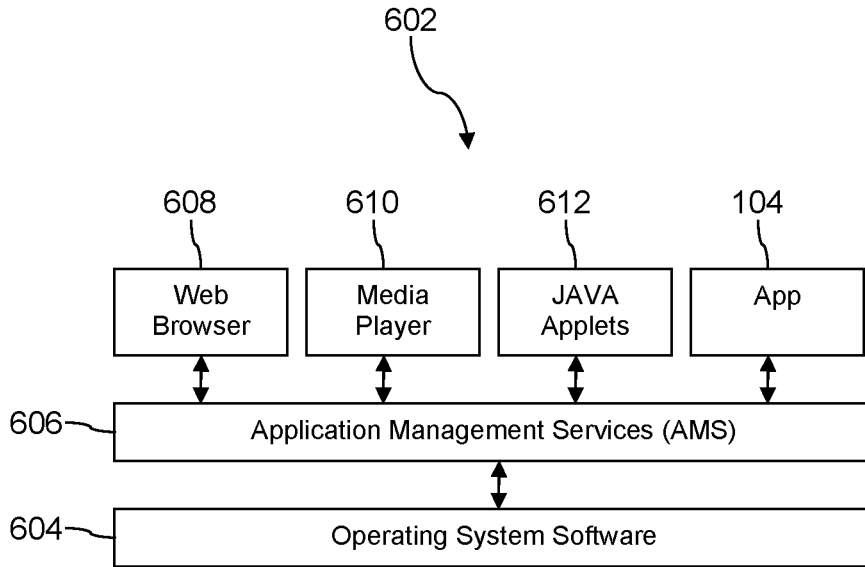 602
608
610
612
104
Web
Browser
Media
Player
JAVA
Applets
App
606
Application Management Services (AMS)
604
Operating System Software